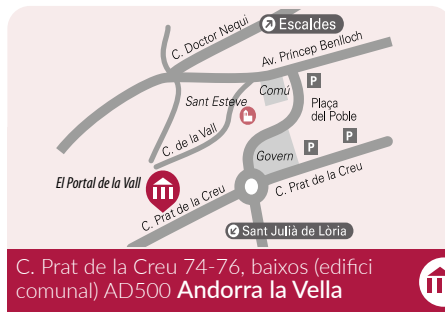 Escaldes
C. Doctor Nequi
Av. Príncep Benlloch
P
Comú
Sant Esteve
Plaça
del Poble
C. de la Vall
P
P
Govern
El Portal de la Vall
C. Prat de la Creu
C. Prat de la Creu
Sant Julià de Lòria
C. Prat de la Creu 74-76, baixos (edifici
comunal) AD500 Andorra la Vella